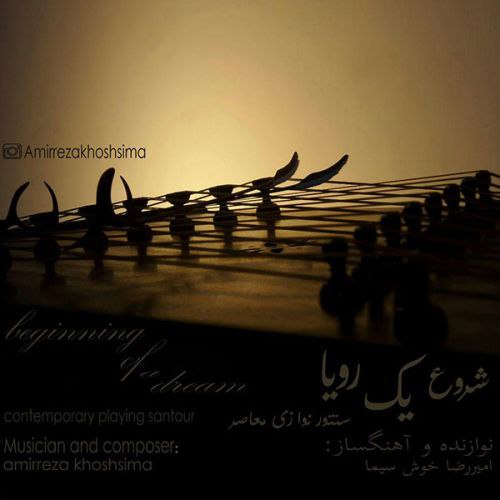 Amirrezakhoshsima
beginning
of a
dream
شروع یک رویا
contemporary playing santour
سنتور نوازی معاصر
Musician and composer:
amirreza khoshsima
نوازنده و آهنگساز:
امیررضا خوش سیما